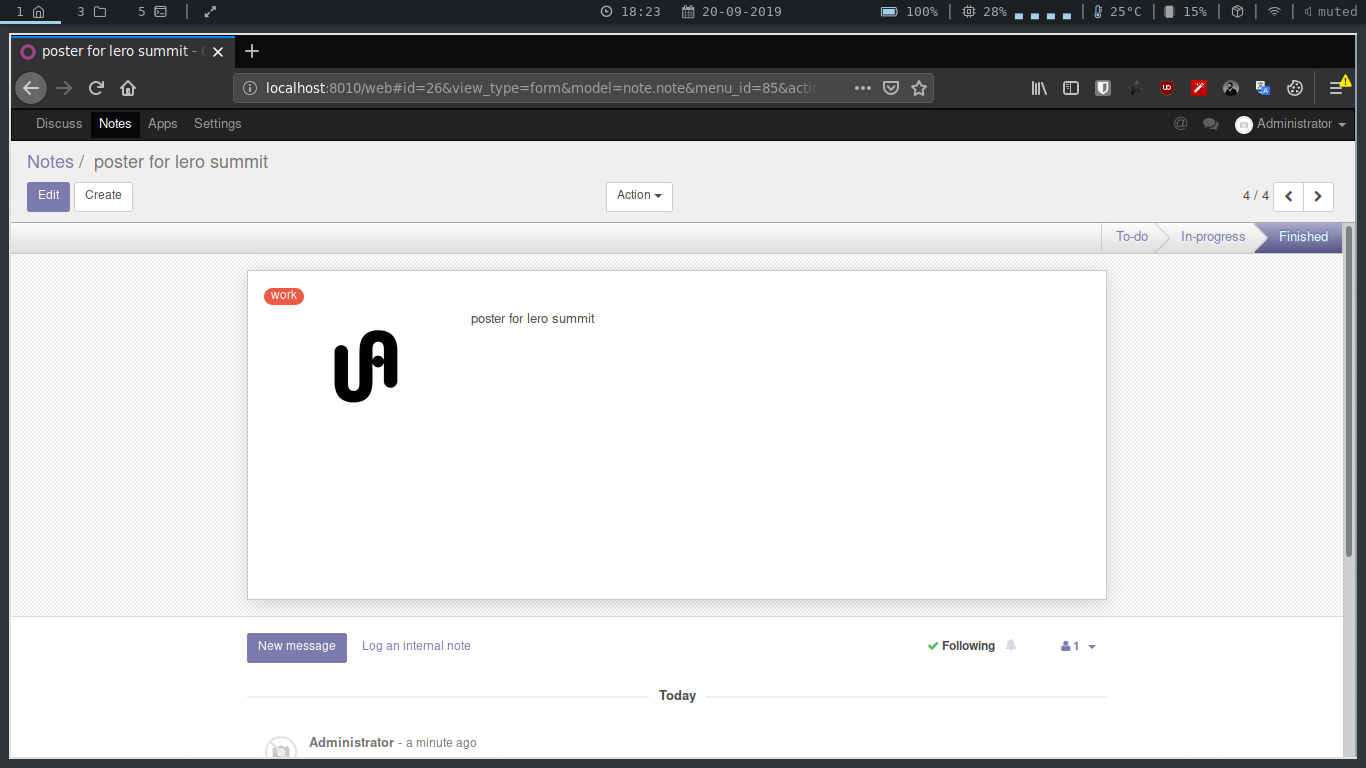 1 3 5 18:23 20-09-2019 100% 28% 25°C 15% muted
poster for lero summit -
localhost:8010/web#id=26&view_type=form&model=note.note&menu_id=85&acti
Discuss Notes Apps Settings @ Administrator
Notes / poster for lero summit
Edit Create Action 4 / 4
To-do In-progress Finished
work
poster for lero summit
New message Log an internal note Following 1
Today
Administrator - a minute ago